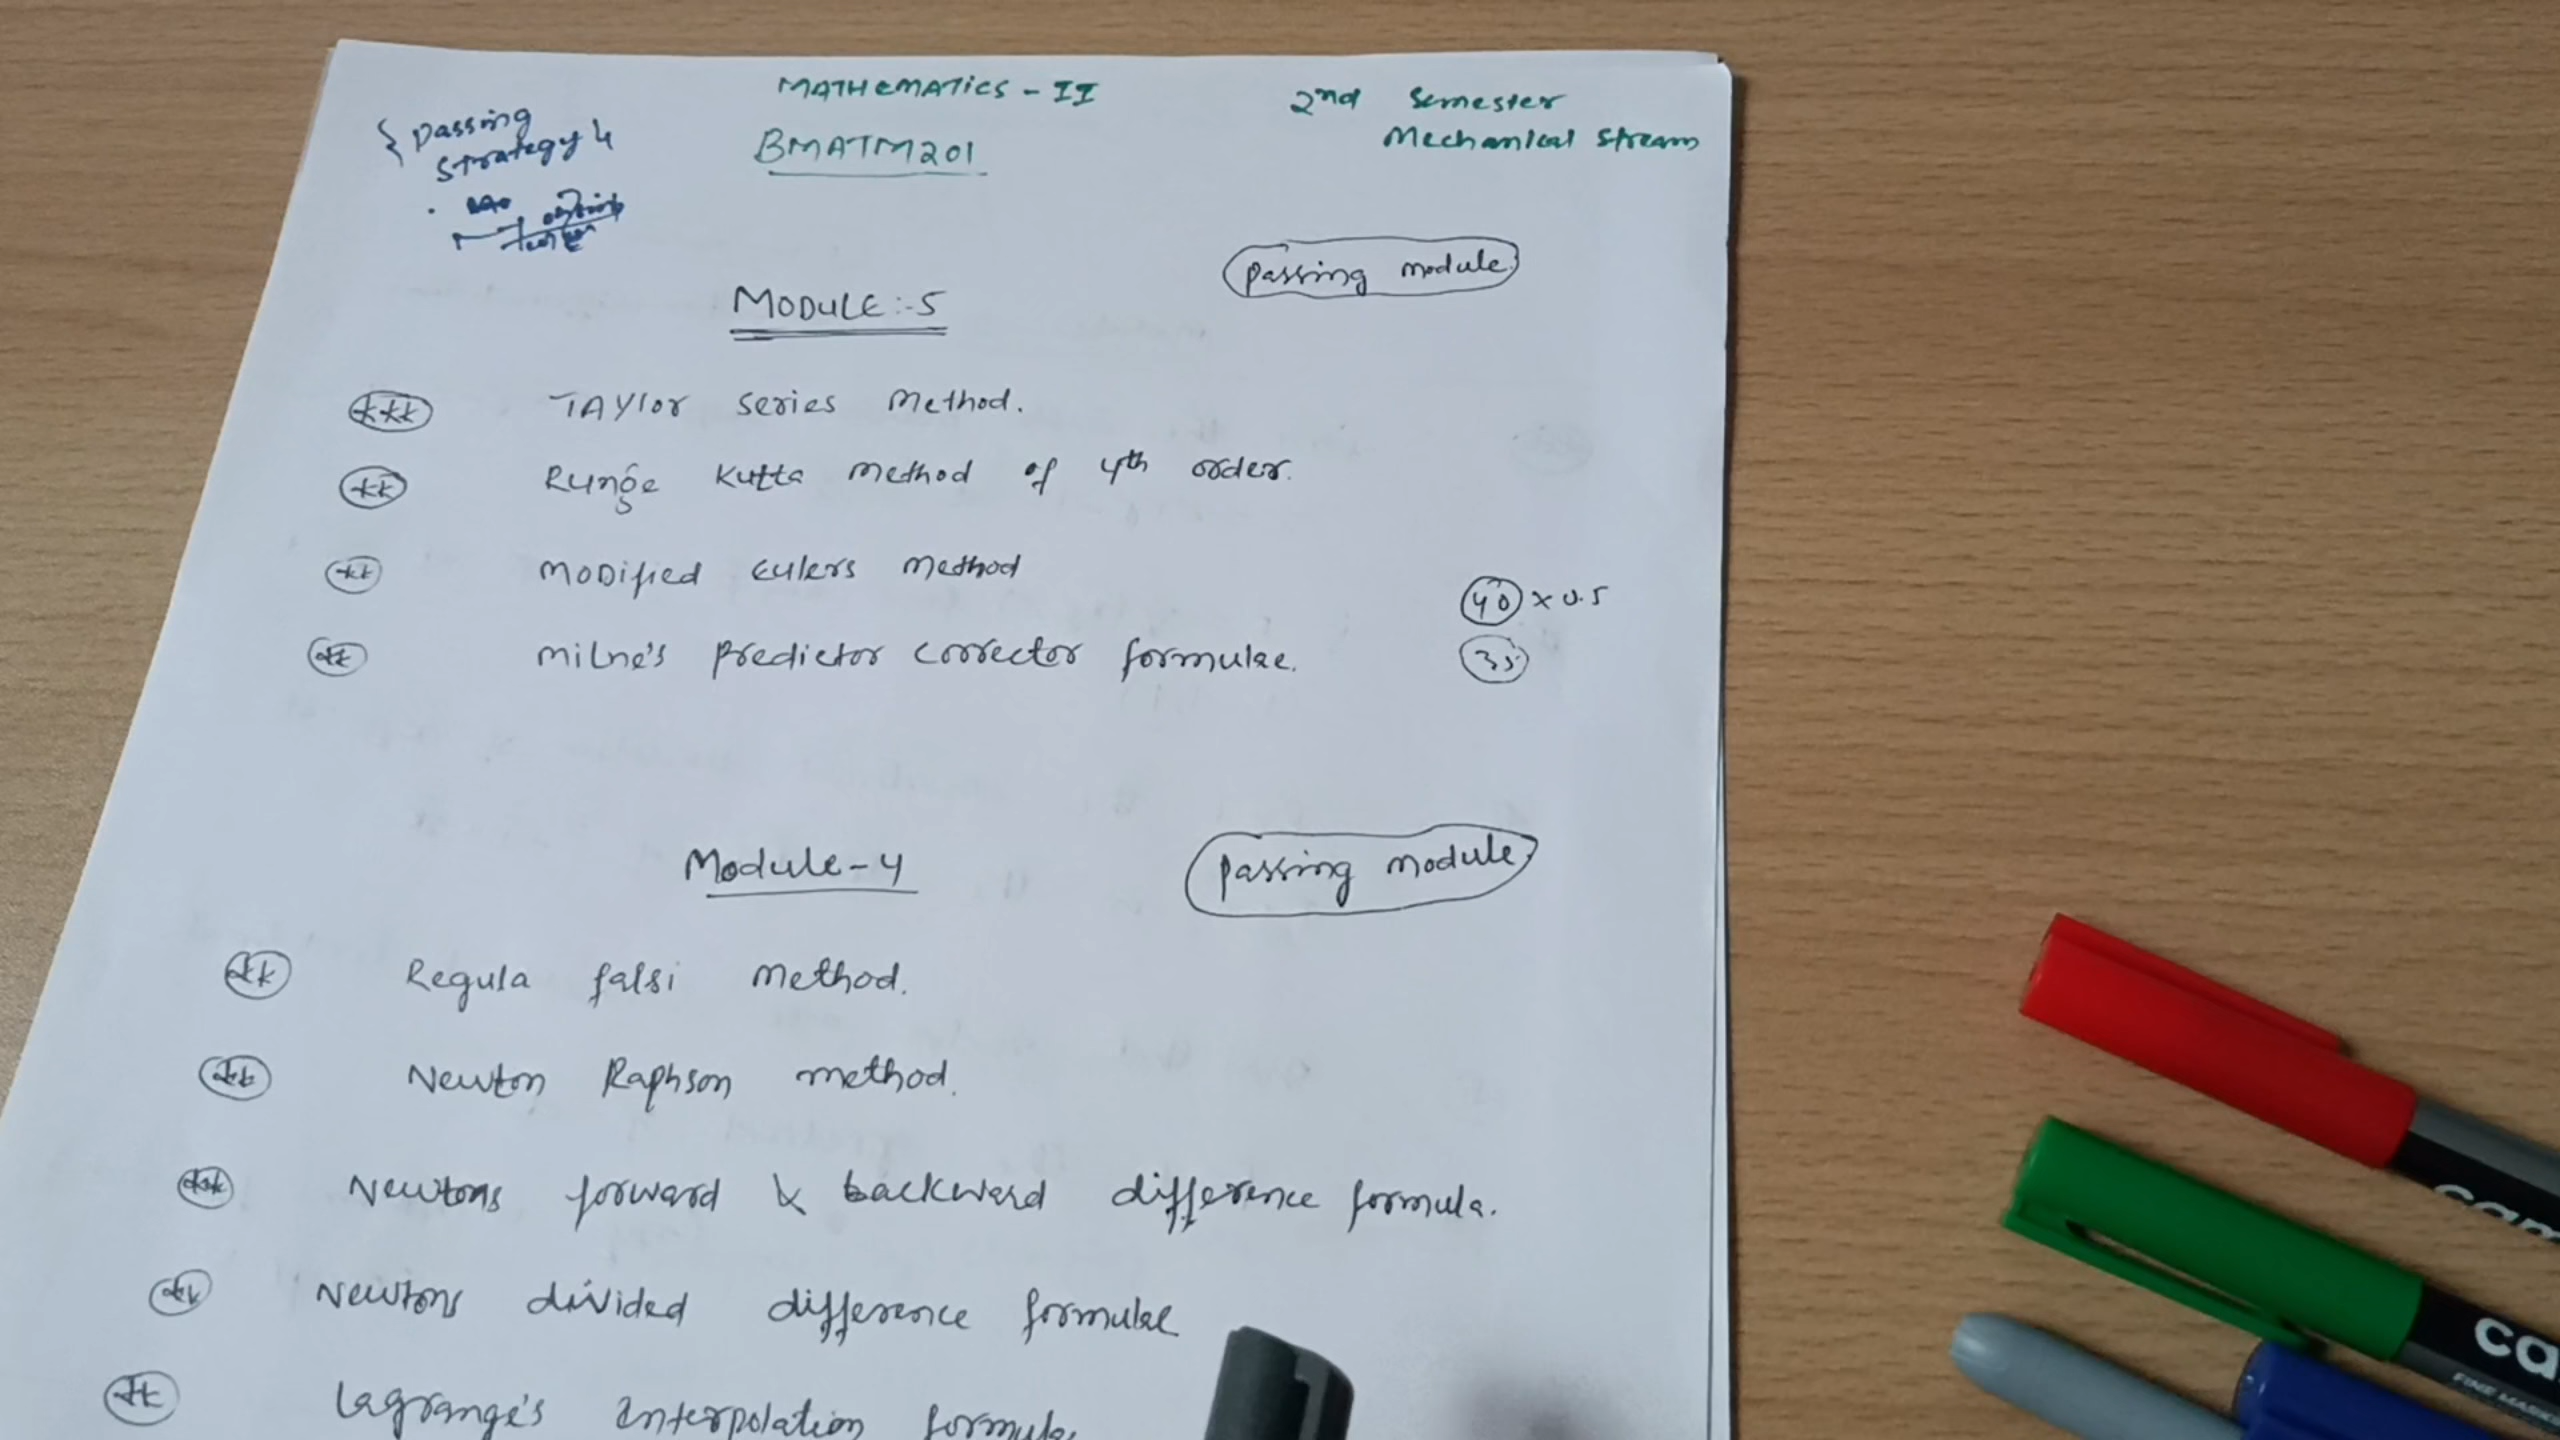 MATHEMATICS - II
BMATM201
2nd Semester
Mechanical Stream
{ passing
strategy
passing module
MODULE :- 5
*** TAYlor series method.
** Runge Kutta method of 4th order.
** MODified eulers method
40 x 0.5
** Milne's predictor corrector formulae.
35
Module-4
passing module
** Regula falsi method.
** Newton Raphson method.
*** Newtons forward & backward difference formula.
** Newtons divided difference formulae
** Lagrange's Interpolation
cam
ca